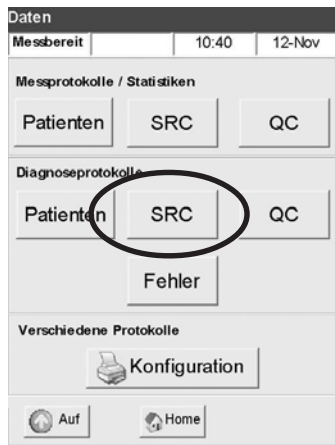 Daten
Messbereit 10:40 12-Nov
Messprotokolle / Statistiken
Patienten SRC QC
Diagnoseprotokolle
Patienten SRC QC
Fehler
Verschiedene Protokolle
Konfiguration
Auf Home